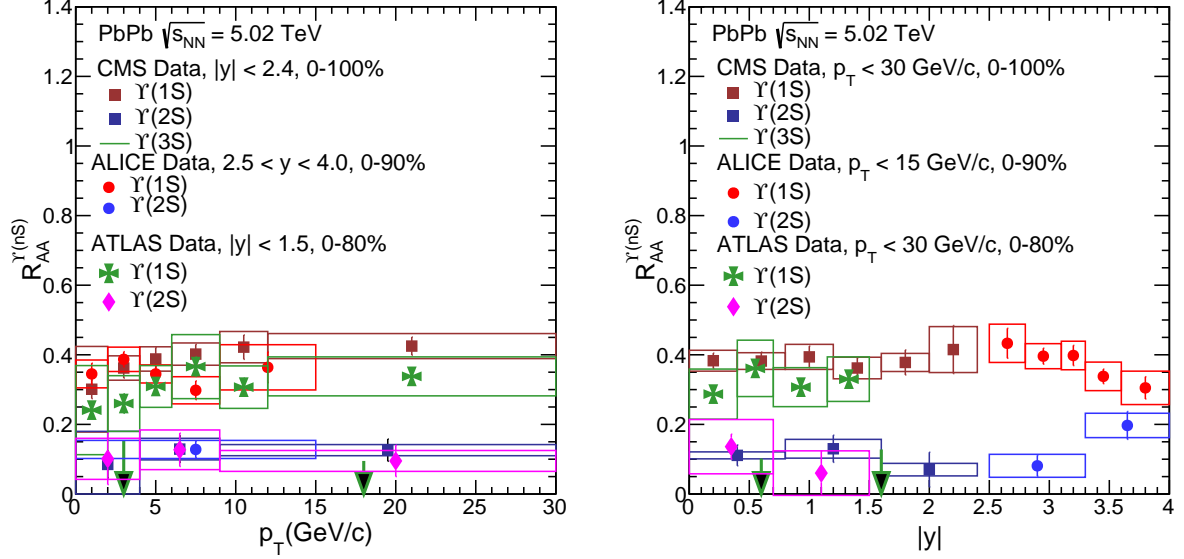 PbPb √s_NN = 5.02 TeV
CMS Data, |y| < 2.4, 0-100%
ϒ(1S)
ϒ(2S)
ϒ(3S)
ALICE Data, 2.5 < y < 4.0, 0-90%
ϒ(1S)
ϒ(2S)
ATLAS Data, |y| < 1.5, 0-80%
ϒ(1S)
ϒ(2S)
R_AA^ϒ(nS)
1.4
1.2
1
0.8
0.6
0.4
0.2
0
0 5 10 15 20 25 30
p_T(GeV/c)
PbPb √s_NN = 5.02 TeV
CMS Data, p_T < 30 GeV/c, 0-100%
ϒ(1S)
ϒ(2S)
ϒ(3S)
ALICE Data, p_T < 15 GeV/c, 0-90%
ϒ(1S)
ϒ(2S)
ATLAS Data, p_T < 30 GeV/c, 0-80%
ϒ(1S)
ϒ(2S)
R_AA^ϒ(nS)
1.4
1.2
1
0.8
0.6
0.4
0.2
0
0 0.5 1 1.5 2 2.5 3 3.5 4
|y|